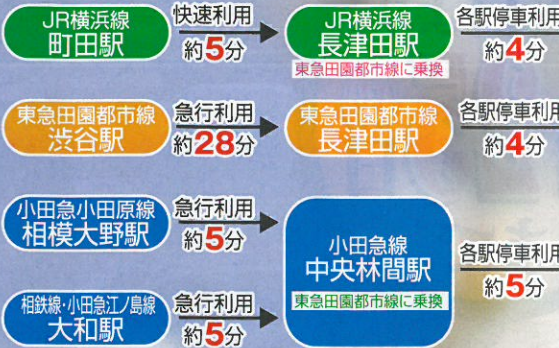 JR横浜線
町田駅
快速利用
約5分
JR横浜線
長津田駅
東急田園都市線に乗換
各駅停車利用
約4分
東急田園都市線
渋谷駅
急行利用
約28分
東急田園都市線
長津田駅
各駅停車利用
約4分
小田急小田原線
相模大野駅
急行利用
約5分
相鉄線・小田急江ノ島線
大和駅
急行利用
約5分
小田急線
中央林間駅
東急田園都市線に乗換
各駅停車利用
約5分